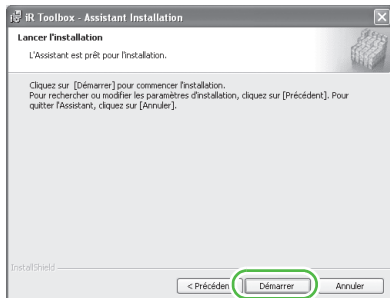 iR Toolbox - Assistant Installation
Lancer l'installation
L'Assistant est prêt pour l'installation.
Cliquez sur [Démarrer] pour commencer l'installation.
Pour rechercher ou modifier les paramètres d'installation, cliquez sur [Précédent]. Pour
quitter l'Assistant, cliquez sur [Annuler].
InstallShield
< Précéden Démarrer Annuler